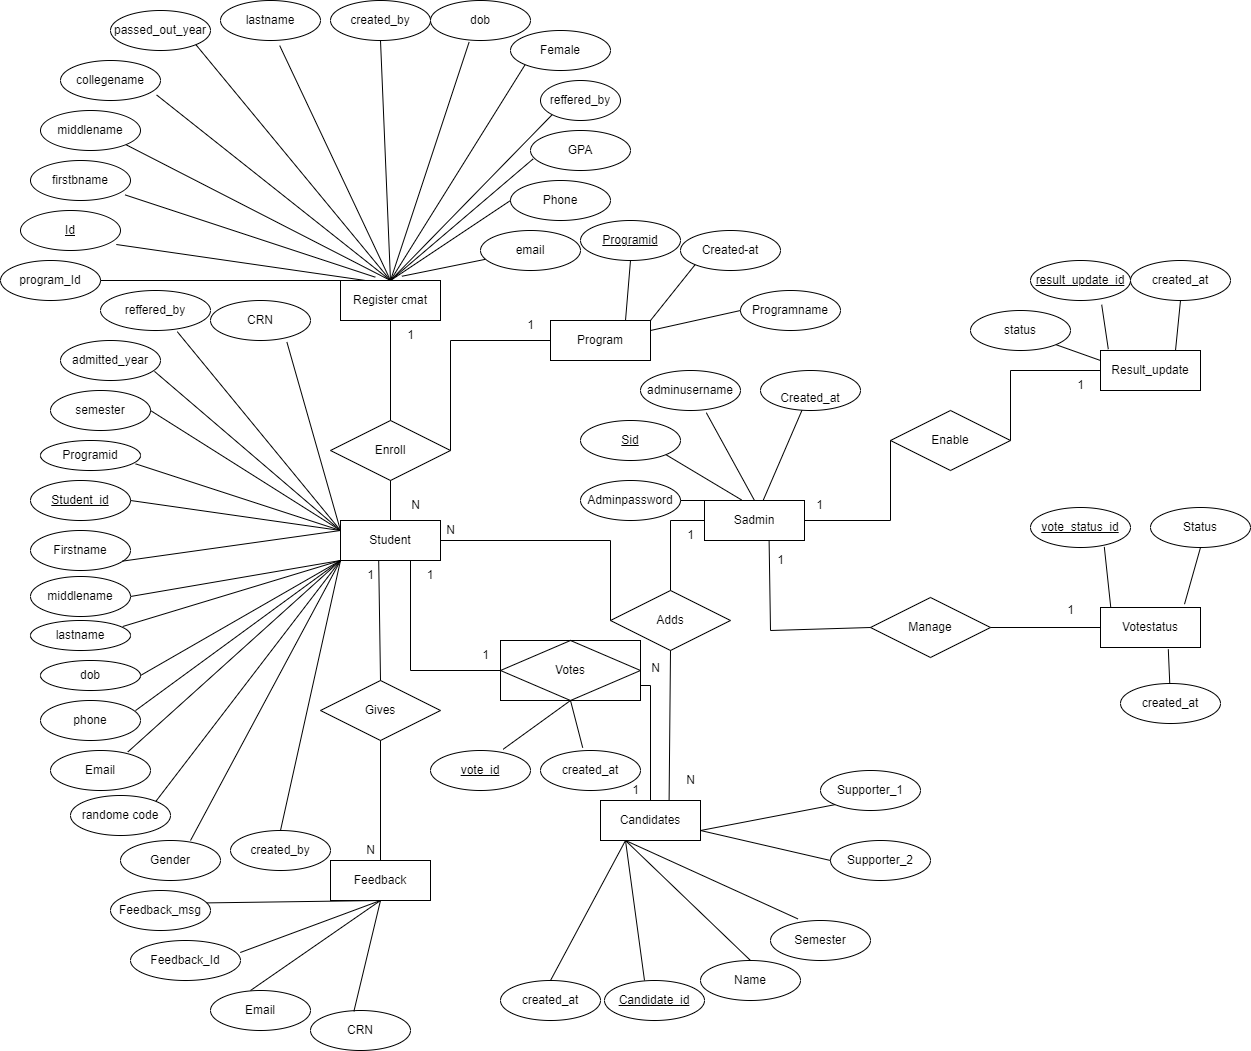 passed_out_year
lastname
created_by
dob
Female
collegename
reffered_by
middlename
GPA
firstbname
Phone
Id
email
Programid
Created-at
program_Id
Register cmat
result_update_id
created_at
reffered_by
CRN
Programname
status
1
1
Program
admitted_year
Result_update
1
semester
adminusername
Created_at
Programid
Enroll
Sid
Enable
Student_id
Adminpassword
N
1
Sadmin
vote_status_id
Status
N
1
Student
Firstname
1
1
1
middlename
1
lastname
Adds
Manage
Votestatus
1
N
dob
Votes
created_at
phone
Gives
Email
vote_id
created_at
N
1
Supporter_1
randome code
Candidates
Gender
created_by
N
Supporter_2
Feedback
Feedback_msg
Semester
Feedback_Id
Name
Email
created_at
Candidate_id
CRN